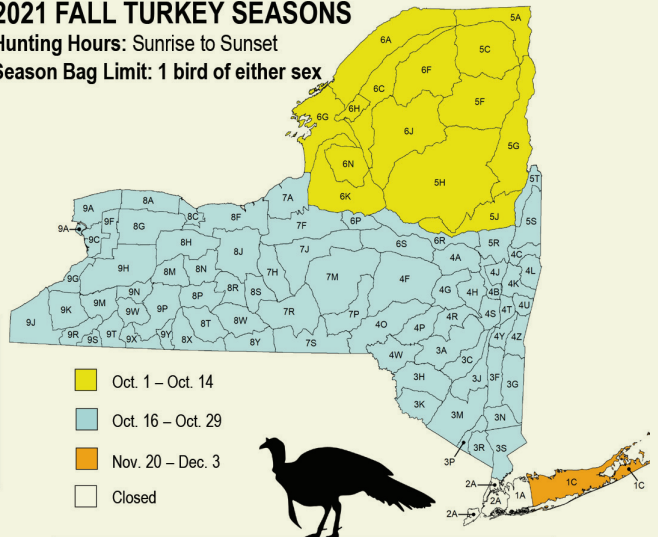 2021 FALL TURKEY SEASONS
Hunting Hours: Sunrise to Sunset
Season Bag Limit: 1 bird of either sex
5A
6A
5C
6F
6C
5F
6H
6G
6J
5G
6N
5H
5T
6K
7A
5J
9A
8A
8C
8F
6P
5S
9F
8G
7F
9A
9C
8H
7J
6S
6R
5R
8J
4A
4C
9H
8M
8N
7H
7M
4F
4J
4L
9G
4K
9M
9N
8P
8R
8S
4G
4H
4B
9K
9W
9P
7R
7P
4R
4S
4T
4U
9J
8T
8W
4O
4P
9R
9S
9T
9X
9Y
8X
8Y
7S
4Y
4Z
4W
3A
3C
3H
3J
3F
3G
3K
3M
3N
3P
3R
3S
2A
2A
1A
1C
1C
2A
Oct. 1 – Oct. 14
Oct. 16 – Oct. 29
Nov. 20 – Dec. 3
Closed